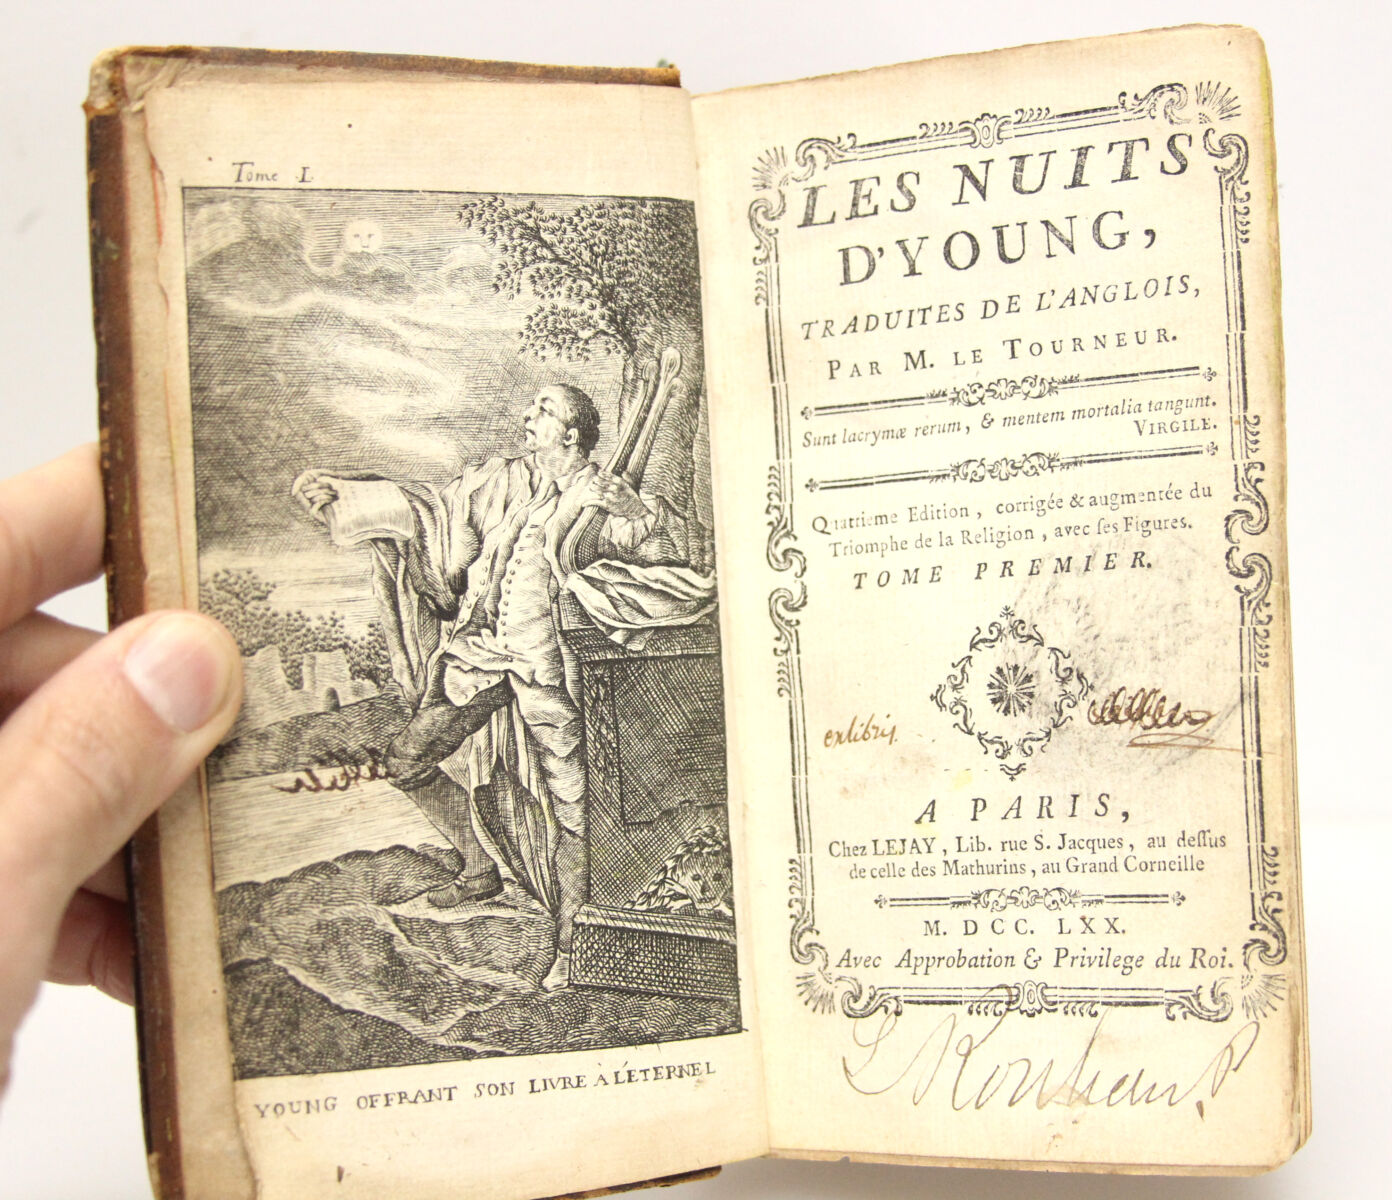 Tome I.
YOUNG OFFRANT SON LIVRE À L'ÉTERNEL
LES NUITS
D'YOUNG,
TRADUITES DE L'ANGLOIS,
PAR M. LE TOURNEUR.
Sunt lacrymæ rerum, & mentem mortalia tangunt.
VIRGILE.
Quatrieme Edition, corrigée & augmentée du
Triomphe de la Religion, avec ſes Figures.
TOME PREMIER.
exlibris
A PARIS,
Chez LEJAY, Lib. rue S. Jacques, au deſſus
de celle des Mathurins, au Grand Corneille
M. DCC. LXX.
Avec Approbation & Privilege du Roi.